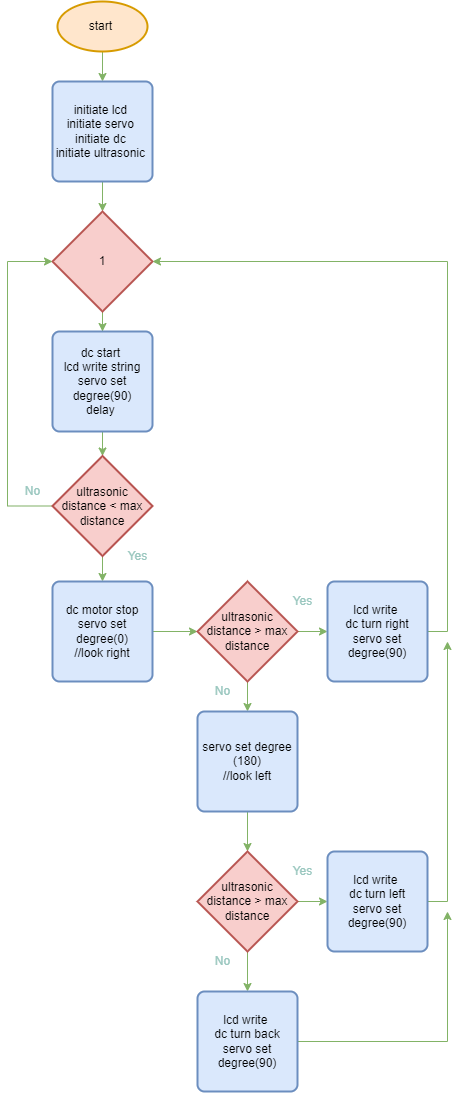 start
initiate lcd
initiate servo
initiate dc
initiate ultrasonic
1
dc start
lcd write string
servo set
degree(90)
delay
No
ultrasonic
distance < max
distance
Yes
dc motor stop
servo set
degree(0)
//look right
ultrasonic
distance > max
distance
Yes
lcd write
dc turn right
servo set
degree(90)
No
servo set degree
(180)
//look left
ultrasonic
distance > max
distance
Yes
lcd write
dc turn left
servo set
degree(90)
No
lcd write
dc turn back
servo set
degree(90)